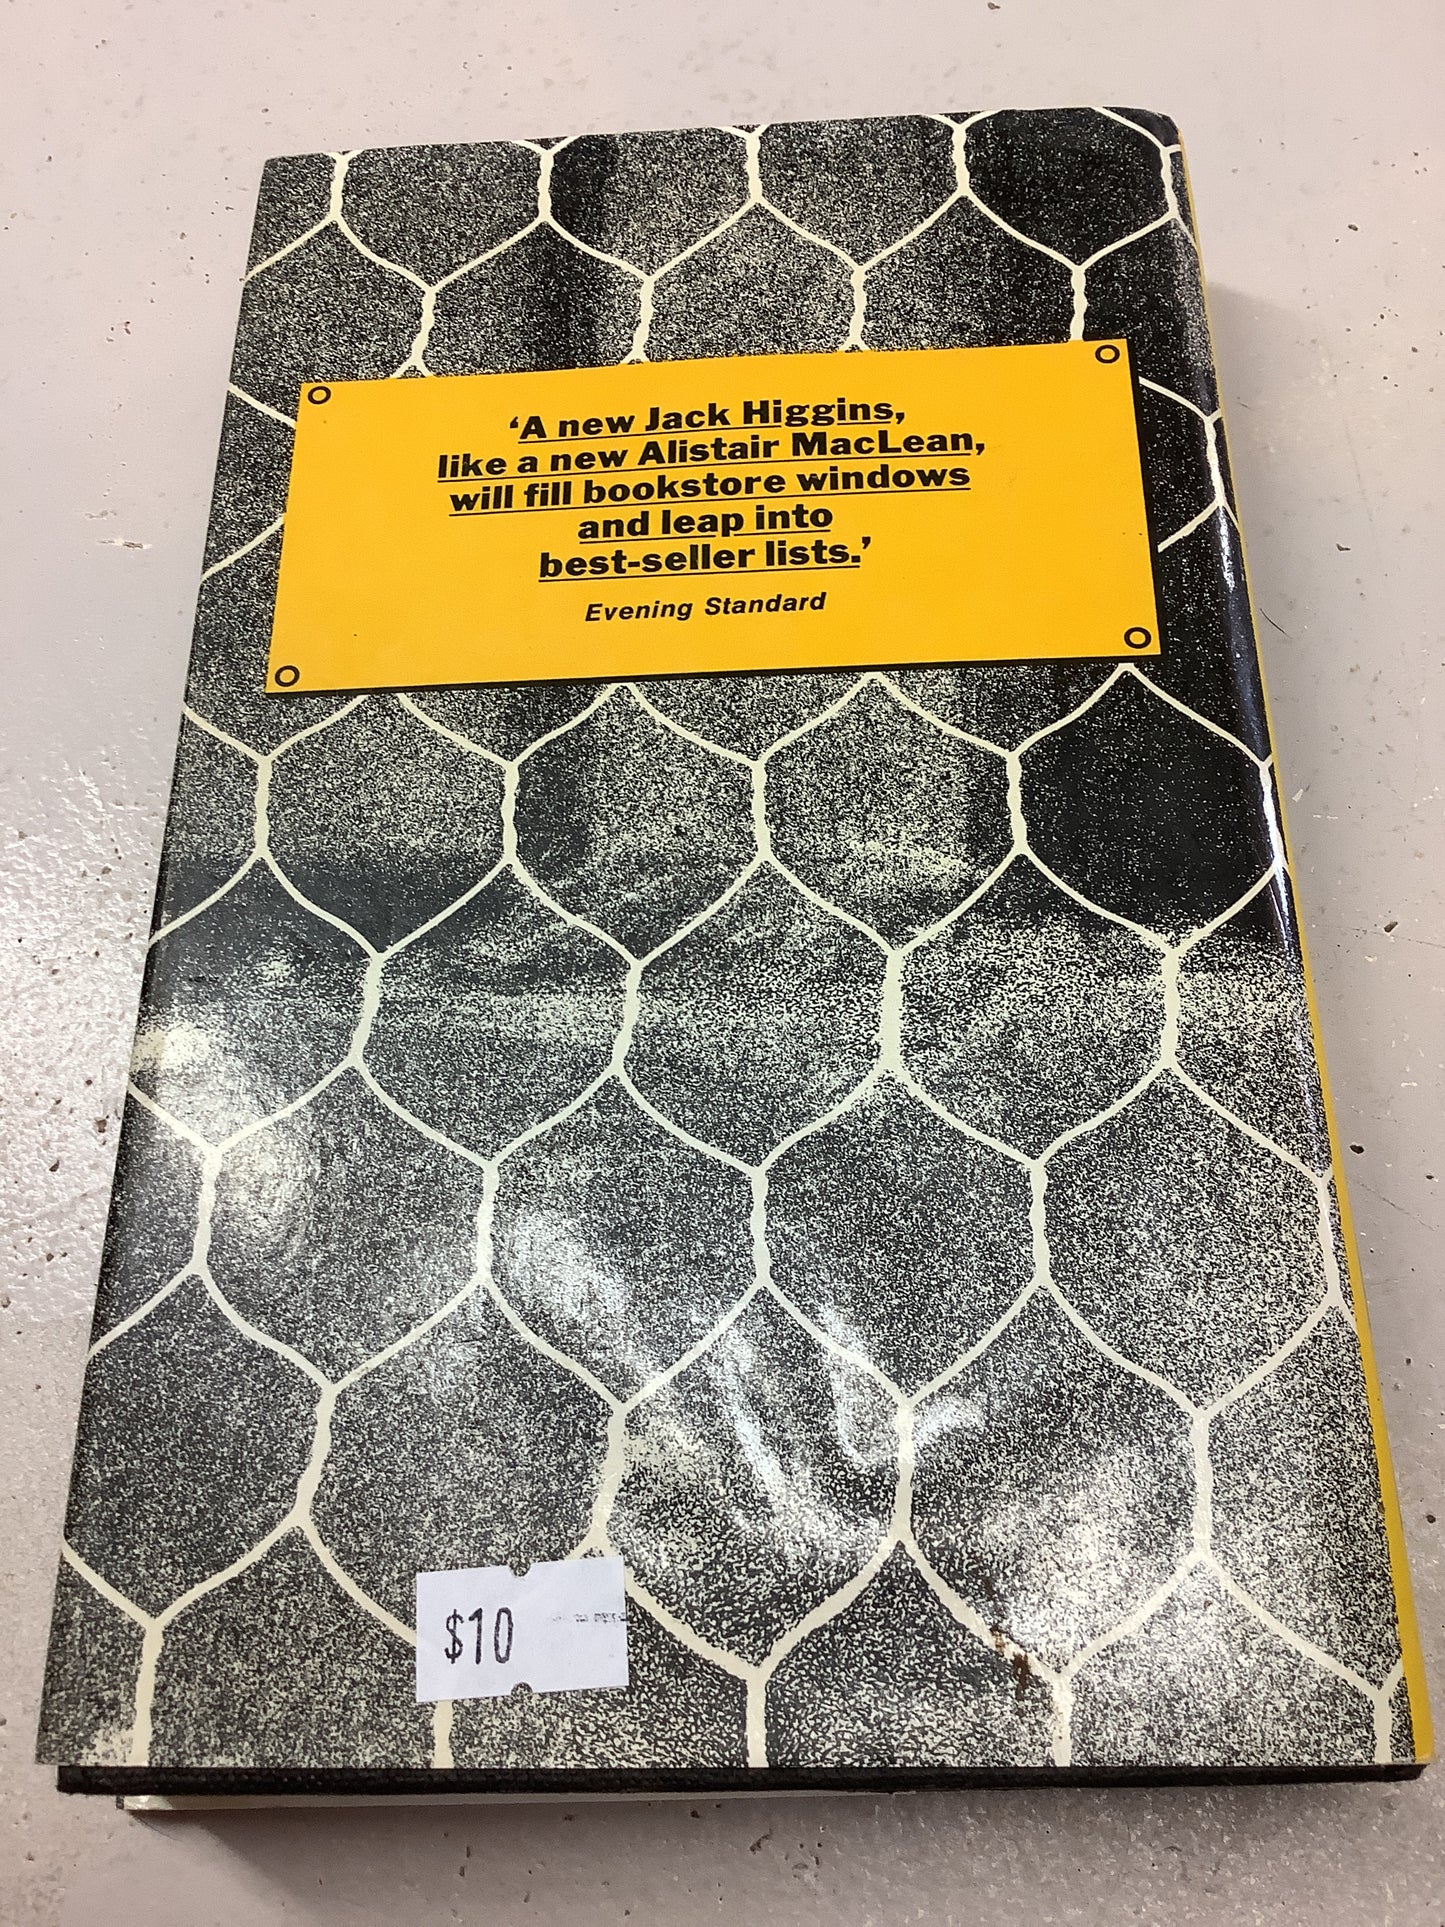 ‘A new Jack Higgins,
like a new Alistair MacLean,
will fill bookstore windows
and leap into
best-seller lists.’
Evening Standard
$10